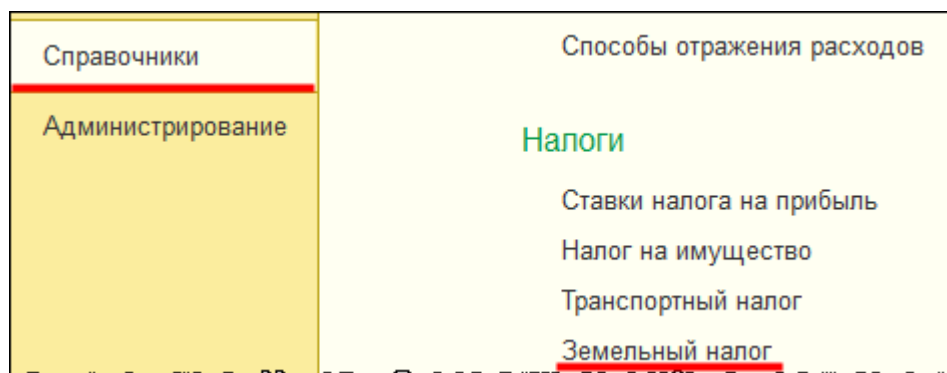 Справочники
Администрирование
Способы отражения расходов
Налоги
Ставки налога на прибыль
Налог на имущество
Транспортный налог
Земельный налог